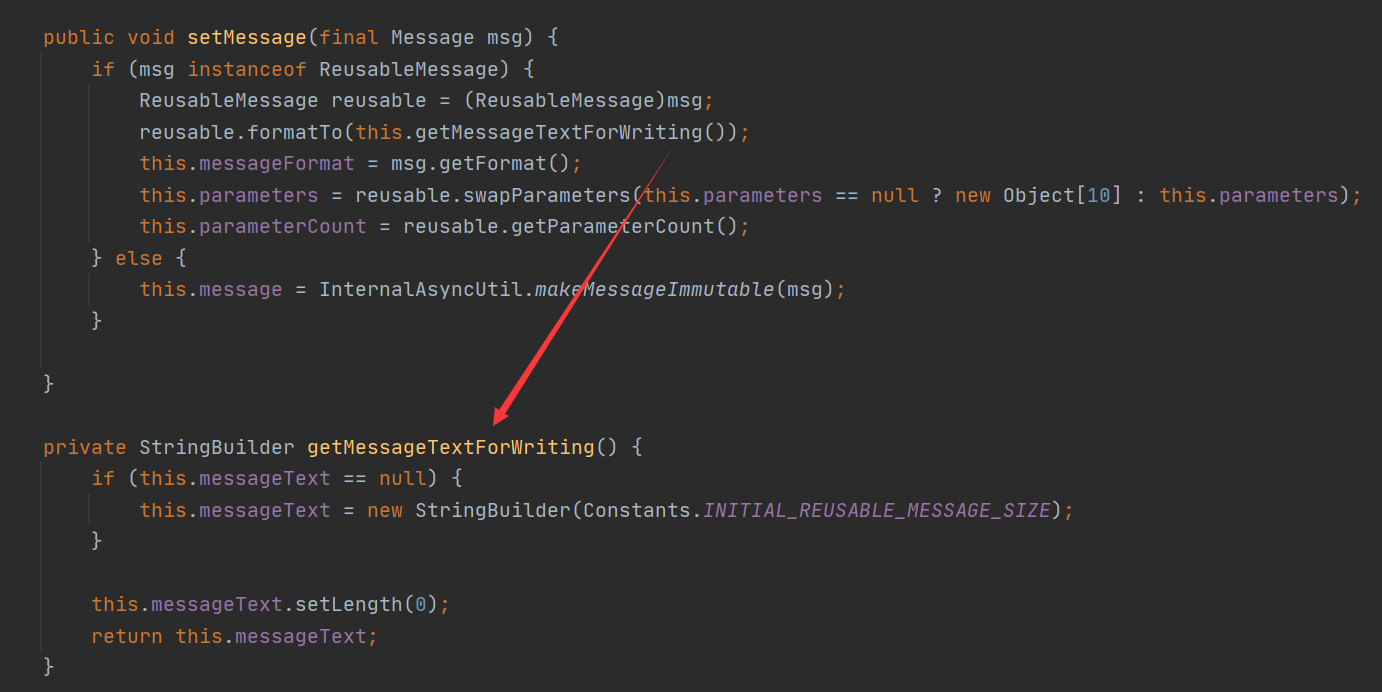 public void setMessage(final Message msg) {
if (msg instanceof ReusableMessage) {
ReusableMessage reusable = (ReusableMessage)msg;
reusable.formatTo(this.getMessageTextForWriting());
this.messageFormat = msg.getFormat();
this.parameters = reusable.swapParameters(this.parameters == null ? new Object[10] : this.parameters);
this.parameterCount = reusable.getParameterCount();
} else {
this.message = InternalAsyncUtil.makeMessageImmutable(msg);
}
}
private StringBuilder getMessageTextForWriting() {
if (this.messageText == null) {
this.messageText = new StringBuilder(Constants.INITIAL_REUSABLE_MESSAGE_SIZE);
}
this.messageText.setLength(0);
return this.messageText;
}